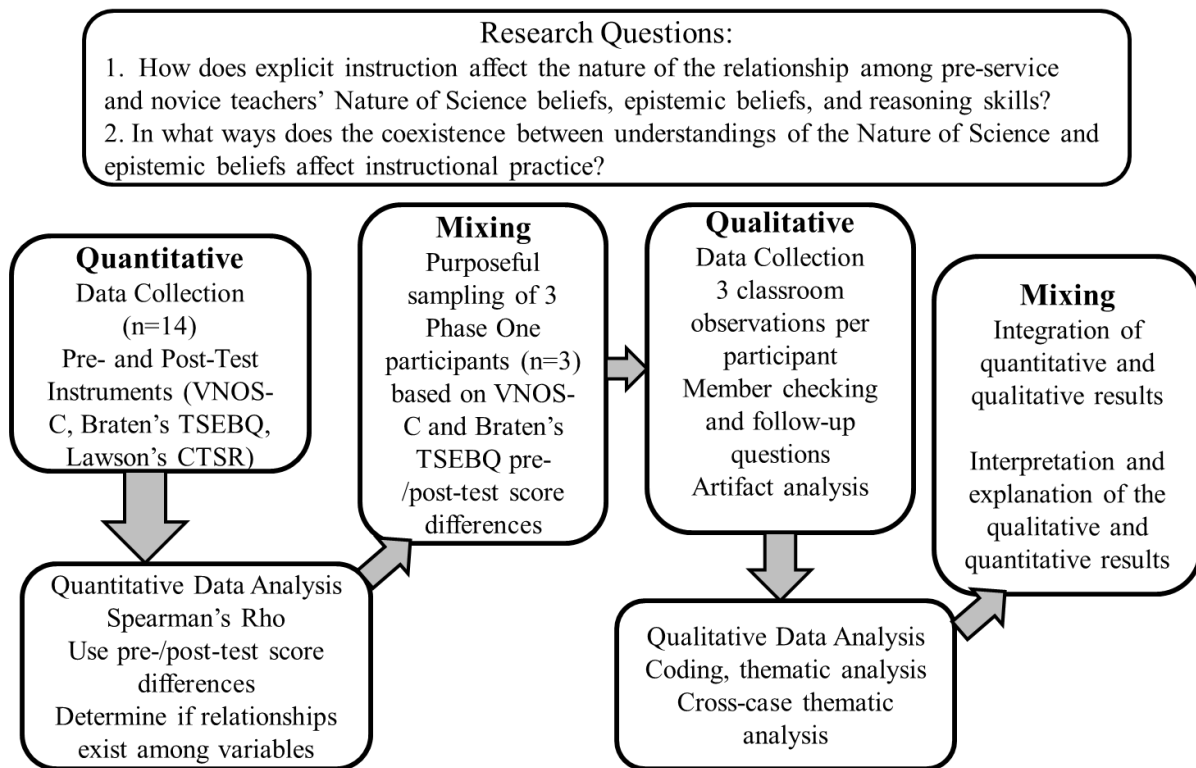 Research Questions:
1. How does explicit instruction affect the nature of the relationship among pre-service
and novice teachers' Nature of Science beliefs, epistemic beliefs, and reasoning skills?
2. In what ways does the coexistence between understandings of the Nature of Science and
epistemic beliefs affect instructional practice?
Quantitative
Data Collection
(n=14)
Pre- and Post-Test
Instruments (VNOS-
C, Braten's TSEBQ,
Lawson's CTSR)
Quantitative Data Analysis
Spearman's Rho
Use pre-/post-test score
differences
Determine if relationships
exist among variables
Mixing
Purposeful
sampling of 3
Phase One
participants (n=3)
based on VNOS-
C and Braten's
TSEBQ pre-
/post-test score
differences
Qualitative
Data Collection
3 classroom
observations per
participant
Member checking
and follow-up
questions
Artifact analysis
Qualitative Data Analysis
Coding, thematic analysis
Cross-case thematic
analysis
Mixing
Integration of
quantitative and
qualitative results
Interpretation and
explanation of the
qualitative and
quantitative results